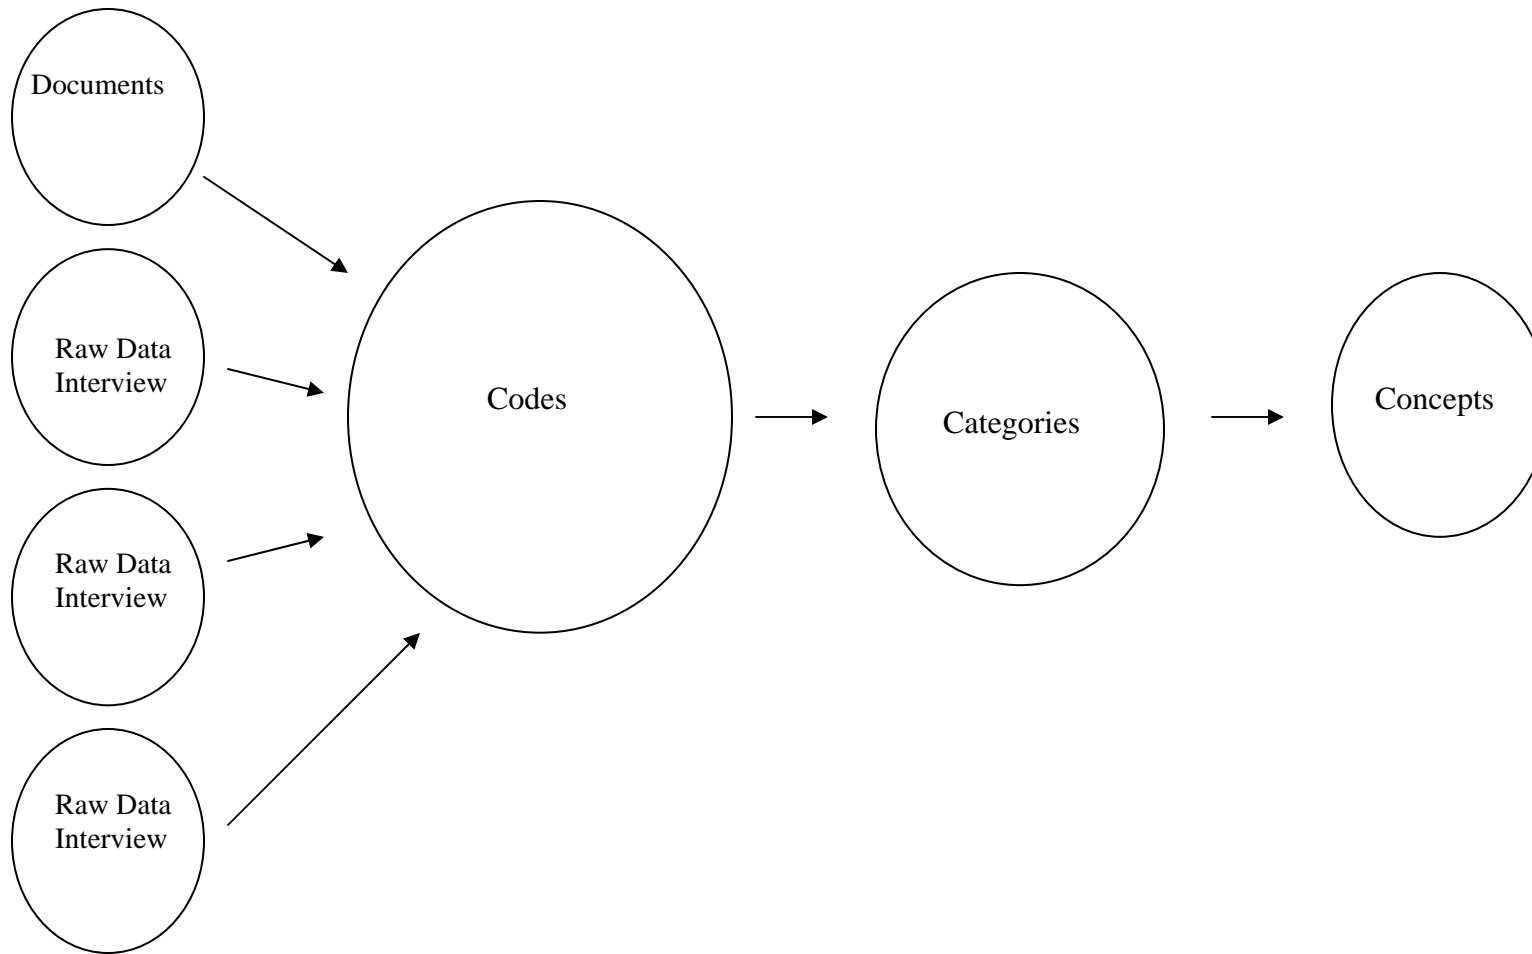 Documents
Raw Data
Interview
Raw Data
Interview
Raw Data
Interview
Codes
Categories
Concepts